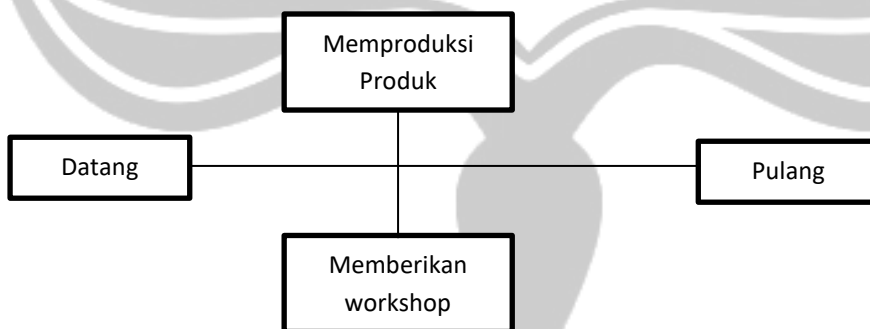 Memproduksi
Produk
Datang
Pulang
Memberikan
workshop